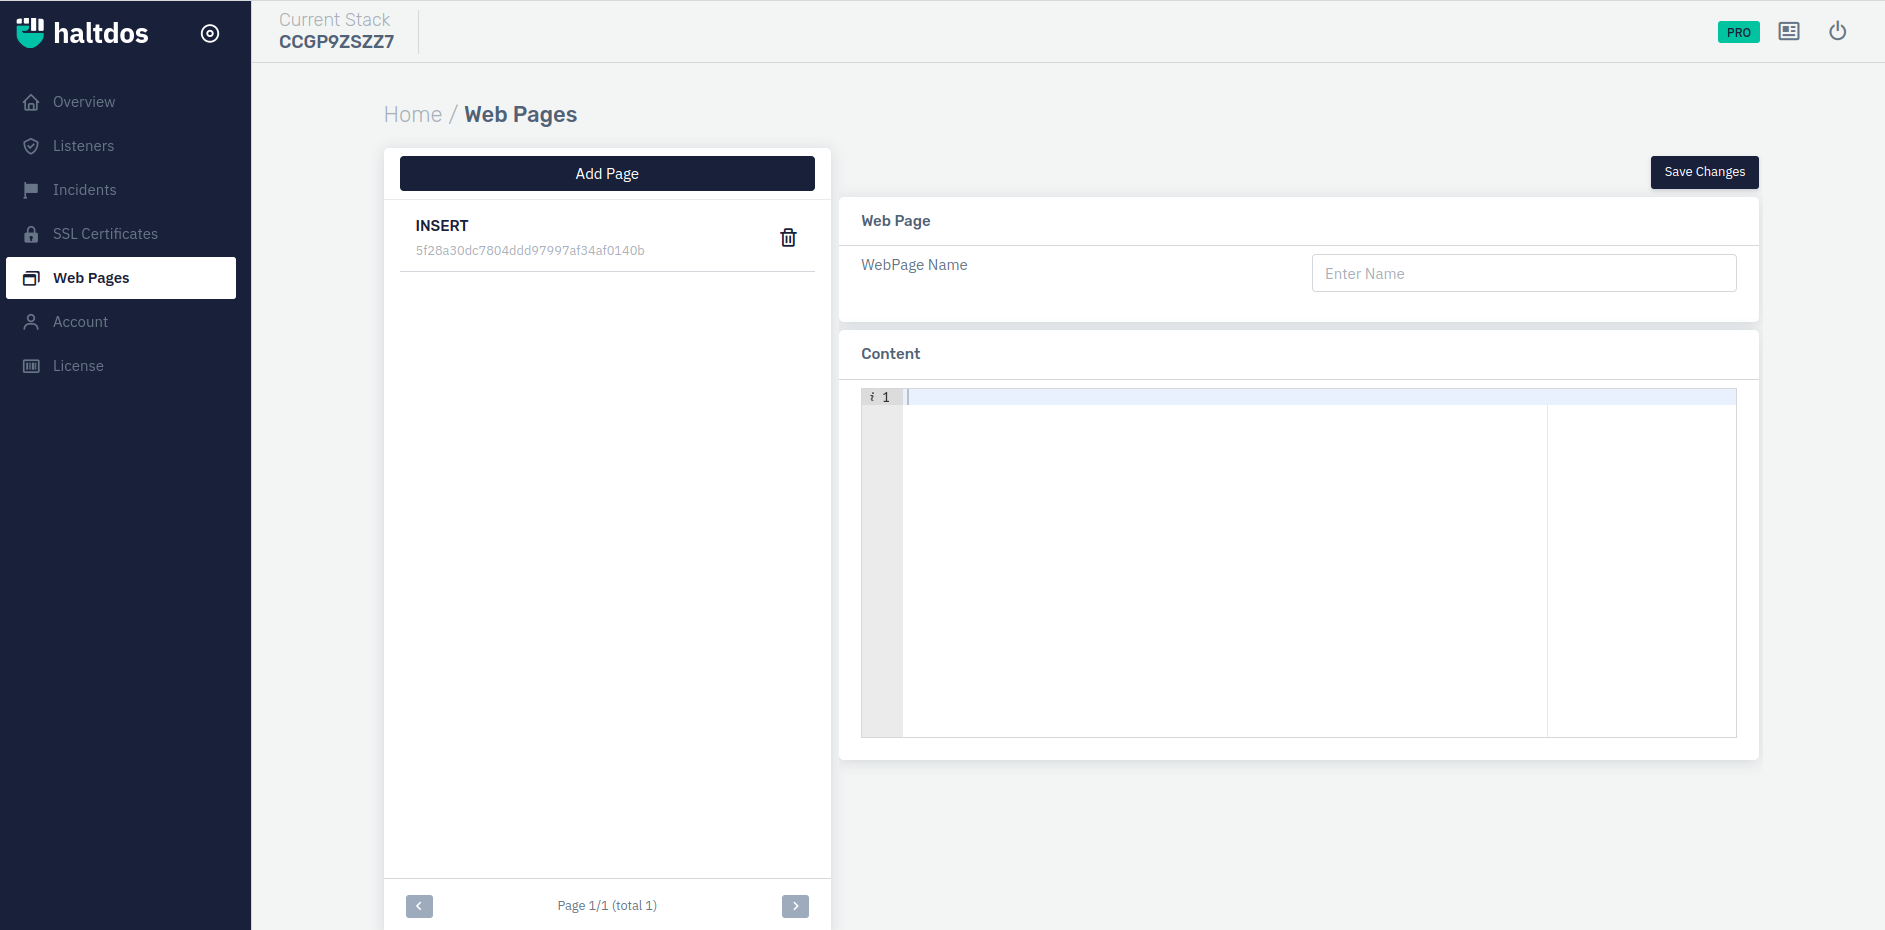 haltdos
Current Stack
CCGP9ZSZZ7
PRO
Overview
Listeners
Incidents
SSL Certificates
Web Pages
Account
License
Home / Web Pages
Add Page
INSERT
5f28a30dc7804ddd97997af34af0140b
Page 1/1 (total 1)
Save Changes
Web Page
WebPage Name
Enter Name
Content
i 1